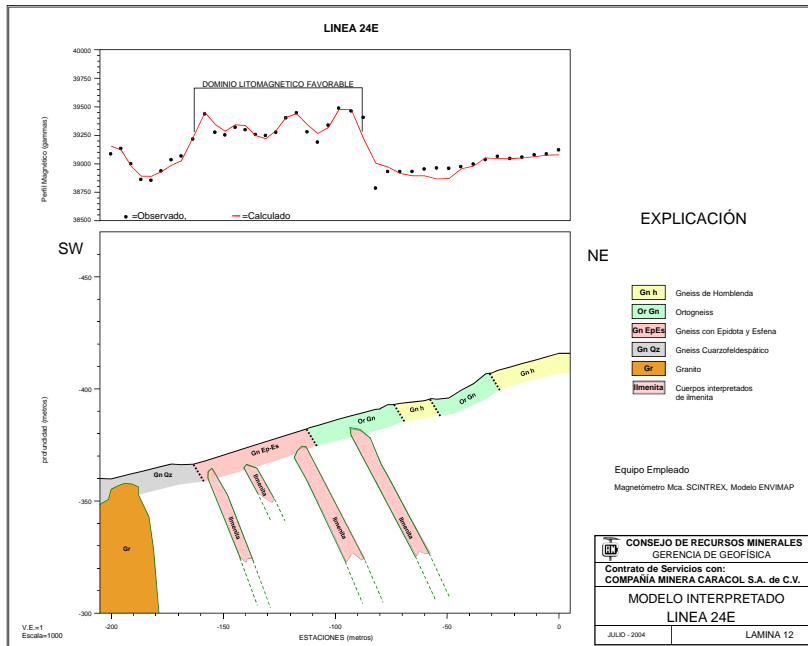 LINEA 24E
40000
39750
39500
39250
39000
38750
38500
Perfil Magnético (gammas)
DOMINIO LITOMAGNETICO FAVORABLE
=Observado,
=Calculado
SW
NE
-450
-400
-350
-300
profundidad (metros)
Gn Qz
Gn Ep-Es
Or Gn
Gn h
Or Gn
Gn h
Gr
Ilmenita
Ilmenita
Ilmenita
Ilmenita
-200
-150
-100
-50
0
ESTACIONES (metros)
V.E.=1
Escala=1000
EXPLICACIÓN
Gn h Gneiss de Hornblenda
Or Gn Ortogneiss
Gn EpEs Gneiss con Epidota y Esfena
Gn Qz Gneiss Cuarzofeldespático
Gr Granito
Ilmenita Cuerpos interpretados
de ilmenita
Equipo Empleado
Magnetómetro Mca. SCINTREX, Modelo ENVIMAP
CONSEJO DE RECURSOS MINERALES
GERENCIA DE GEOFÍSICA
Contrato de Servicios con:
COMPAÑÍA MINERA CARACOL S.A. de C.V.
MODELO INTERPRETADO
LINEA 24E
JULIO - 2004
LAMINA 12